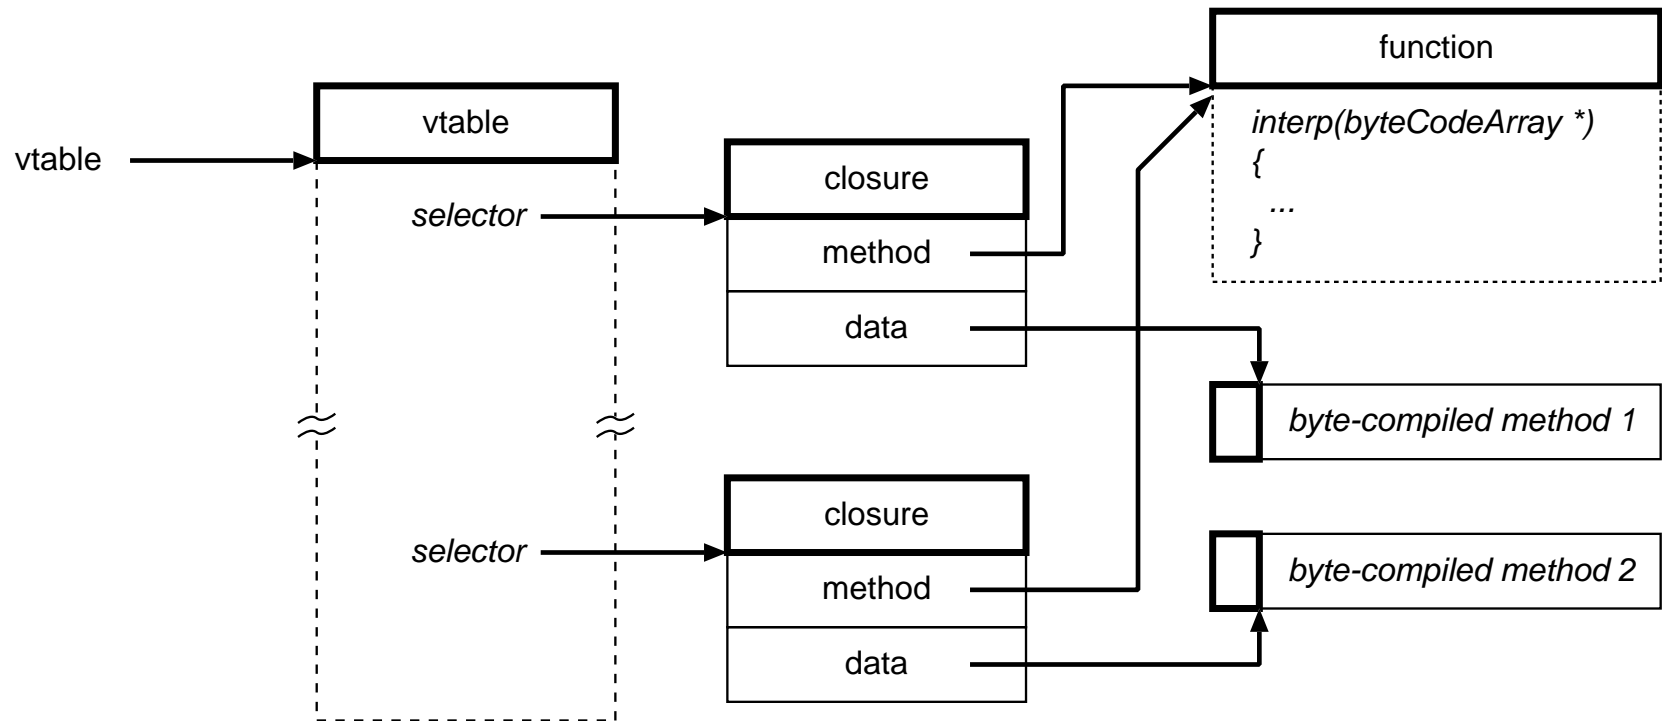 vtable
vtable
selector
closure
method
data
function
interp(byteCodeArray *)
{
...
}
byte-compiled method 1
selector
closure
method
data
byte-compiled method 2